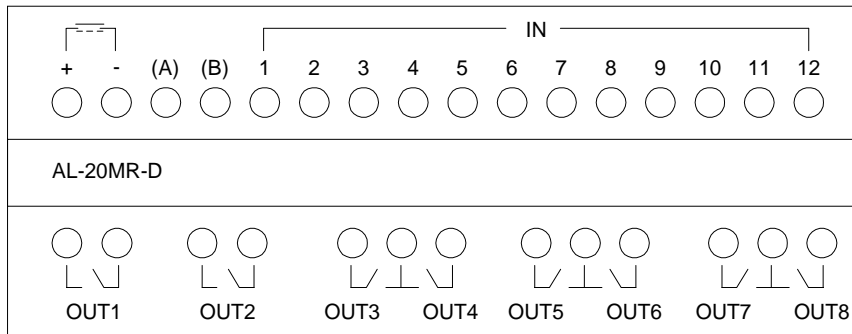 IN
+ - (A) (B) 1 2 3 4 5 6 7 8 9 10 11 12
AL-20MR-D
OUT1 OUT2 OUT3 OUT4 OUT5 OUT6 OUT7 OUT8